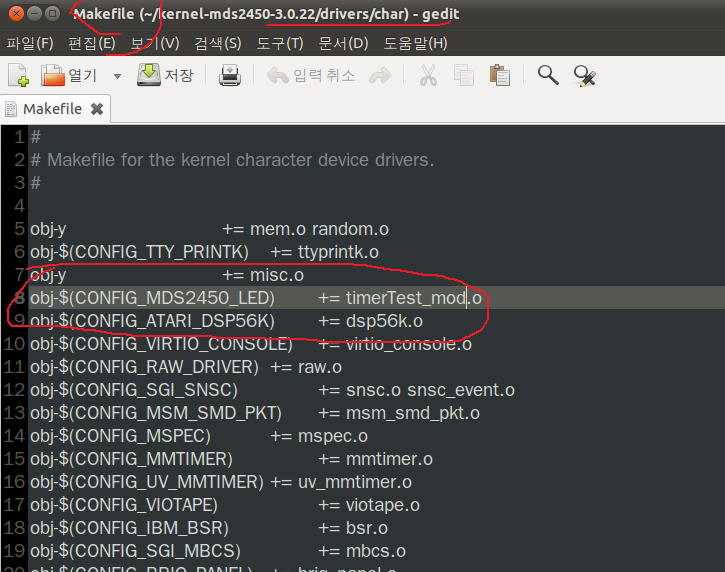 Makefile (~/kernel-mds2450-3.0.22/drivers/char) - gedit
파일(F) 편집(E) 보기(V) 검색(S) 도구(T) 문서(D) 도움말(H)
열기 저장 입력 취소
Makefile
1 #
2 # Makefile for the kernel character device drivers.
3 #
4
5 obj-y += mem.o random.o
6 obj-$(CONFIG_TTY_PRINTK) += ttyprintk.o
7 obj-y += misc.o
8 obj-$(CONFIG_MDS2450_LED) += timerTest_mod.o
9 obj-$(CONFIG_ATARI_DSP56K) += dsp56k.o
10 obj-$(CONFIG_VIRTIO_CONSOLE) += virtio_console.o
11 obj-$(CONFIG_RAW_DRIVER) += raw.o
12 obj-$(CONFIG_SGI_SNSC) += snsc.o snsc_event.o
13 obj-$(CONFIG_MSM_SMD_PKT) += msm_smd_pkt.o
14 obj-$(CONFIG_MSPEC) += mspec.o
15 obj-$(CONFIG_MMTIMER) += mmtimer.o
16 obj-$(CONFIG_UV_MMTIMER) += uv_mmtimer.o
17 obj-$(CONFIG_VIOTAPE) += viotape.o
18 obj-$(CONFIG_IBM_BSR) += bsr.o
19 obj-$(CONFIG_SGI_MBCS) += mbcs.o
20 obj-$(CONFIG_BRIQ_PANEL) += briq_panel.o